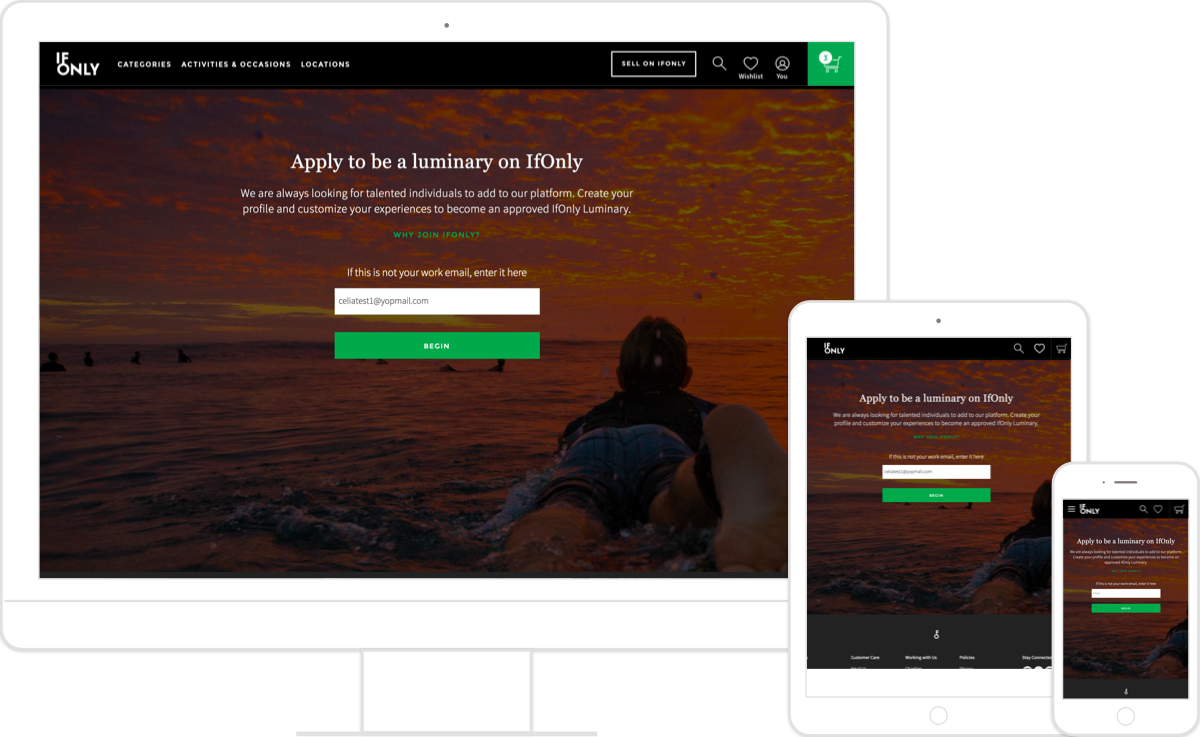 IF
ONLY
CATEGORIES ACTIVITIES & OCCASIONS LOCATIONS
SELL ON IFONLY
Wishlist
You
3
Apply to be a luminary on IfOnly
We are always looking for talented individuals to add to our platform. Create your
profile and customize your experiences to become an approved IfOnly Luminary.
WHY JOIN IFONLY?
If this is not your work email, enter it here
celiatest1@yopmail.com
BEGIN
IF
ONLY
Apply to be a luminary on IfOnly
We are always looking for talented individuals to add to our platform. Create your
profile and customize your experiences to become an approved IfOnly Luminary.
WHY JOIN IFONLY?
If this is not your work email, enter it here
celiatest1@yopmail.com
BEGIN
Customer Care Working with Us Policies Stay Connected
IF
ONLY
Apply to be a luminary on IfOnly
We are always looking for talented individuals to add to our platform.
Create your profile and customize your experiences to become an
approved IfOnly Luminary.
If this is not your work email, enter it here
BEGIN